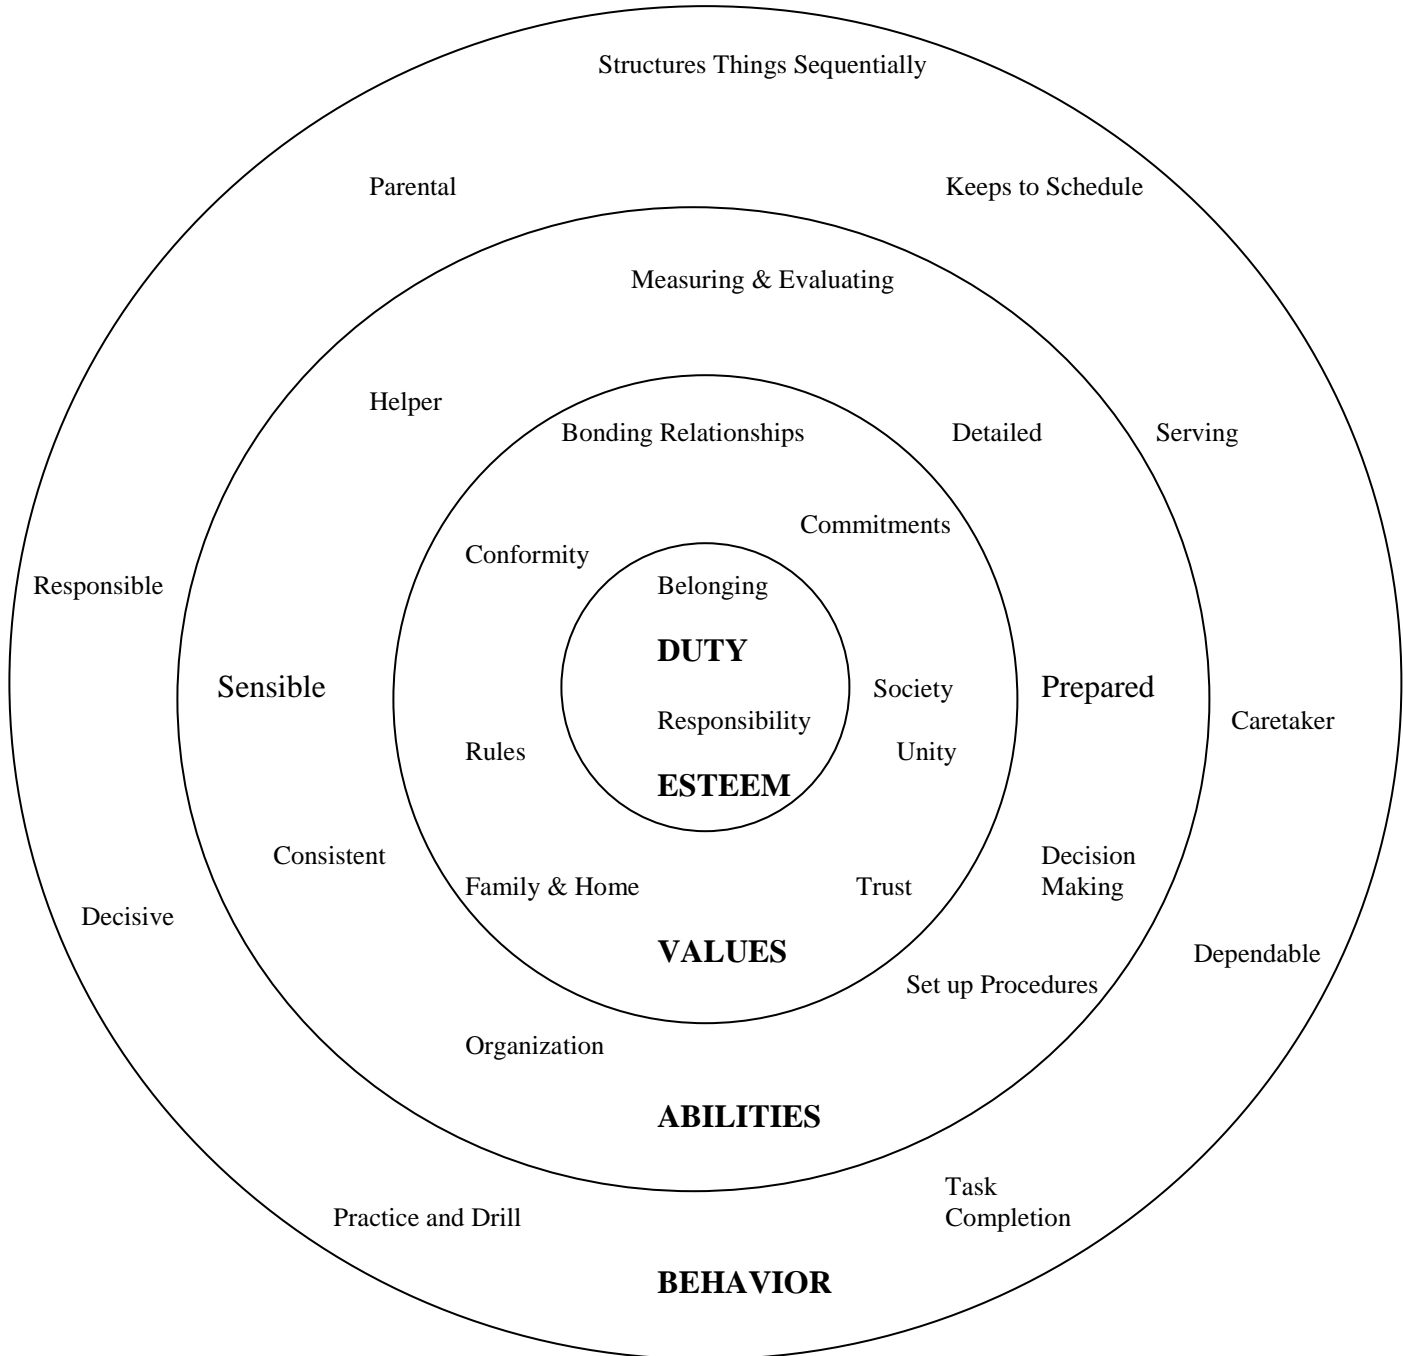 Structures Things Sequentially
Parental
Keeps to Schedule
Measuring & Evaluating
Helper
Bonding Relationships
Detailed
Serving
Commitments
Conformity
Responsible
Belonging
DUTY
Sensible
Society
Prepared
Responsibility
Caretaker
Rules
Unity
ESTEEM
Consistent
Decision
Making
Family & Home
Trust
Decisive
VALUES
Dependable
Set up Procedures
Organization
ABILITIES
Task
Completion
Practice and Drill
BEHAVIOR